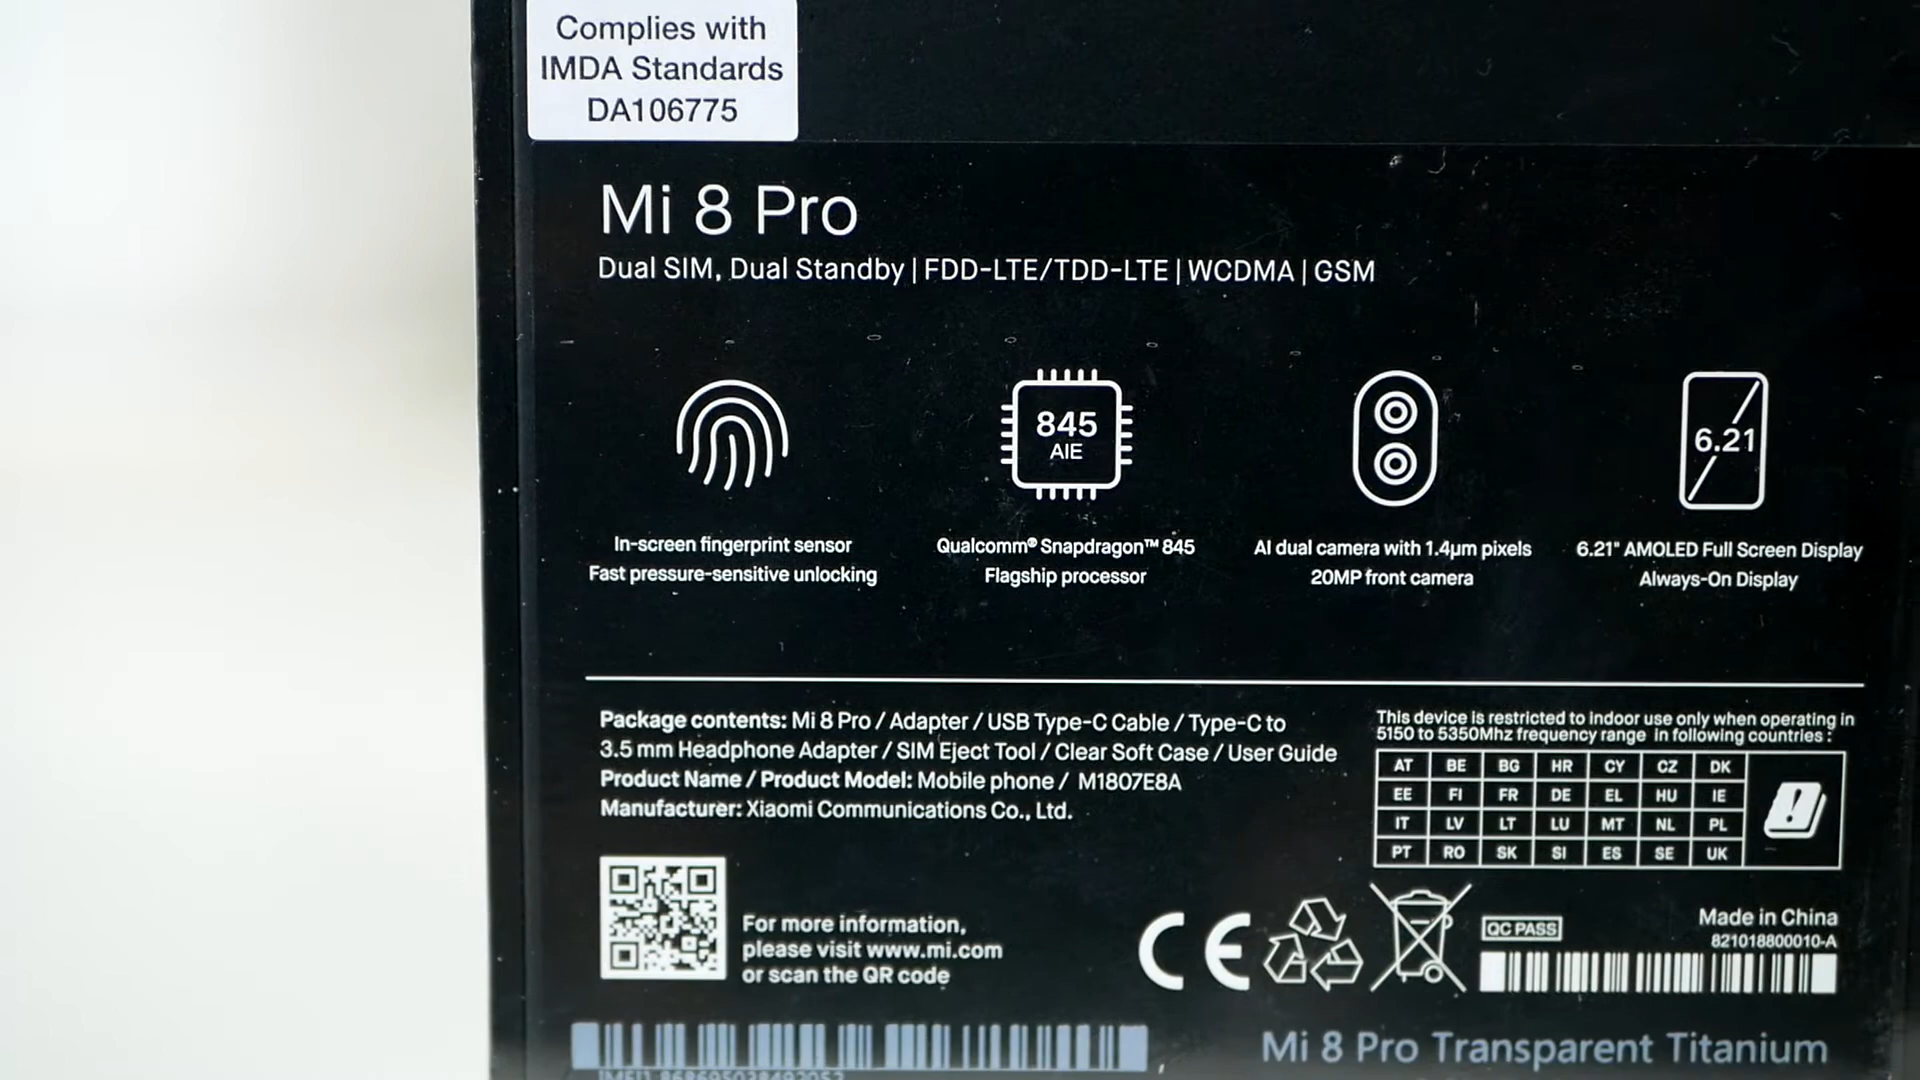 Complies with
IMDA Standards
DA106775
Mi 8 Pro
Dual SIM, Dual Standby | FDD-LTE/TDD-LTE | WCDMA | GSM
845
AIE
6.21
In-screen fingerprint sensor
Fast pressure-sensitive unlocking
Qualcomm® Snapdragon™ 845
Flagship processor
AI dual camera with 1.4µm pixels
20MP front camera
6.21" AMOLED Full Screen Display
Always-On Display
Package contents: Mi 8 Pro / Adapter / USB Type-C Cable / Type-C to
3.5 mm Headphone Adapter / SIM Eject Tool / Clear Soft Case / User Guide
Product Name / Product Model: Mobile phone / M1807E8A
Manufacturer: Xiaomi Communications Co., Ltd.
This device is restricted to indoor use only when operating in
5150 to 5350Mhz frequency range in following countries :
AT BE BG HR CY CZ DK
EE FI FR DE EL HU IE
IT LV LT LU MT NL PL
PT RO SK SI ES SE UK
For more information,
please visit www.mi.com
or scan the QR code
CE
QC PASS
Made in China
821018800010-A
Mi 8 Pro Transparent Titanium